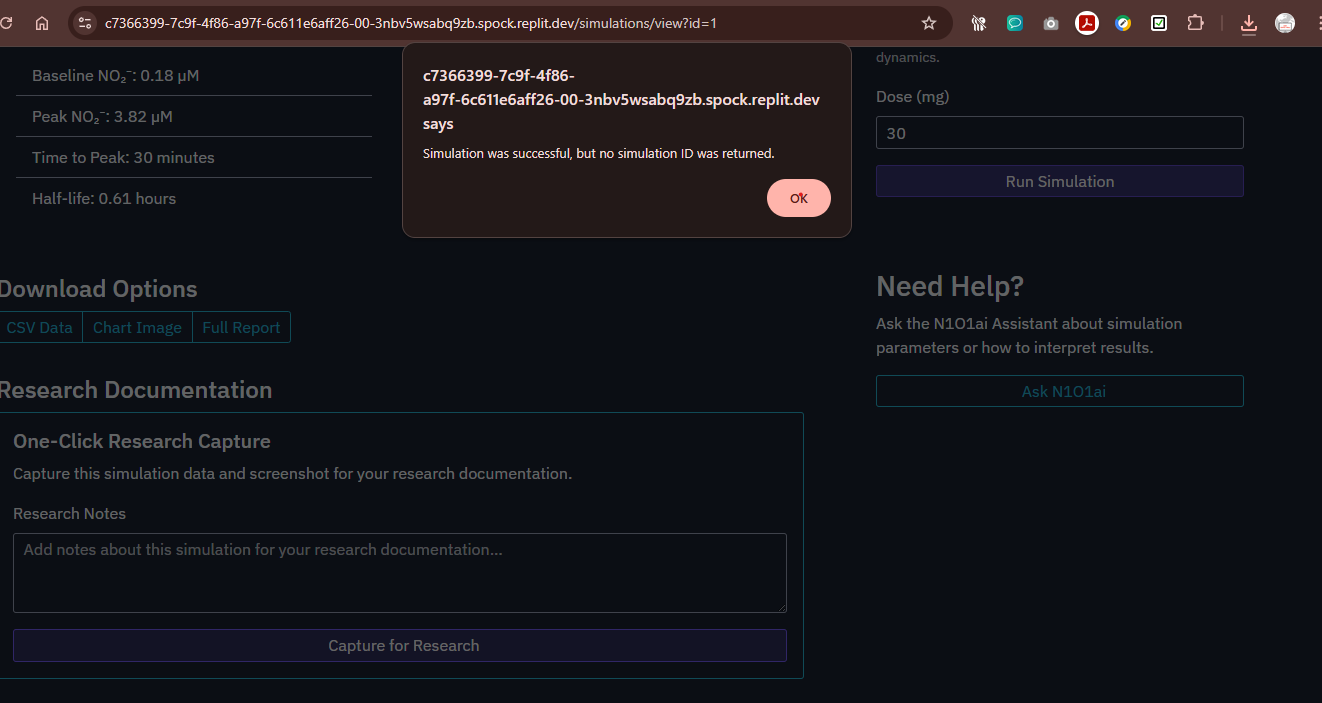 c7366399-7c9f-4f86-a97f-6c611e6aff26-00-3nbv5wsabq9zb.spock.replit.dev/simulations/view?id=1
c7366399-7c9f-4f86-
a97f-6c611e6aff26-00-3nbv5wsabq9zb.spock.replit.dev
says
Simulation was successful, but no simulation ID was returned.
OK
Baseline NO₂⁻: 0.18 µM
Peak NO₂⁻: 3.82 µM
Time to Peak: 30 minutes
Half-life: 0.61 hours
Download Options
CSV Data
Chart Image
Full Report
Research Documentation
One-Click Research Capture
Capture this simulation data and screenshot for your research documentation.
Research Notes
Add notes about this simulation for your research documentation...
Capture for Research
dynamics.
Dose (mg)
30
Run Simulation
Need Help?
Ask the N1O1ai Assistant about simulation
parameters or how to interpret results.
Ask N1O1ai